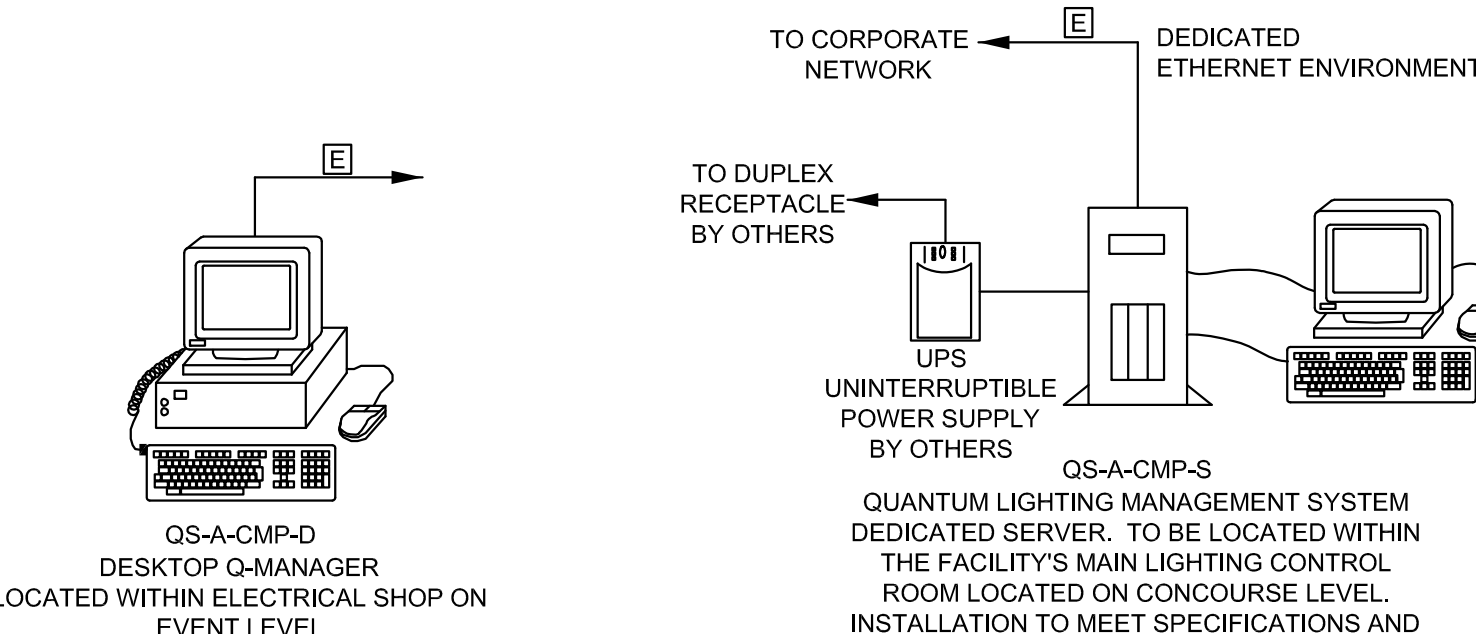 E
TO CORPORATE
NETWORK
E
DEDICATED
ETHERNET ENVIRONMENT
TO DUPLEX
RECEPTACLE
BY OTHERS
UPS
UNINTERRUPTIBLE
POWER SUPPLY
BY OTHERS
QS-A-CMP-D
DESKTOP Q-MANAGER
LOCATED WITHIN ELECTRICAL SHOP ON
EVENT LEVEL
QS-A-CMP-S
QUANTUM LIGHTING MANAGEMENT SYSTEM
DEDICATED SERVER. TO BE LOCATED WITHIN
THE FACILITY'S MAIN LIGHTING CONTROL
ROOM LOCATED ON CONCOURSE LEVEL.
INSTALLATION TO MEET SPECIFICATIONS AND